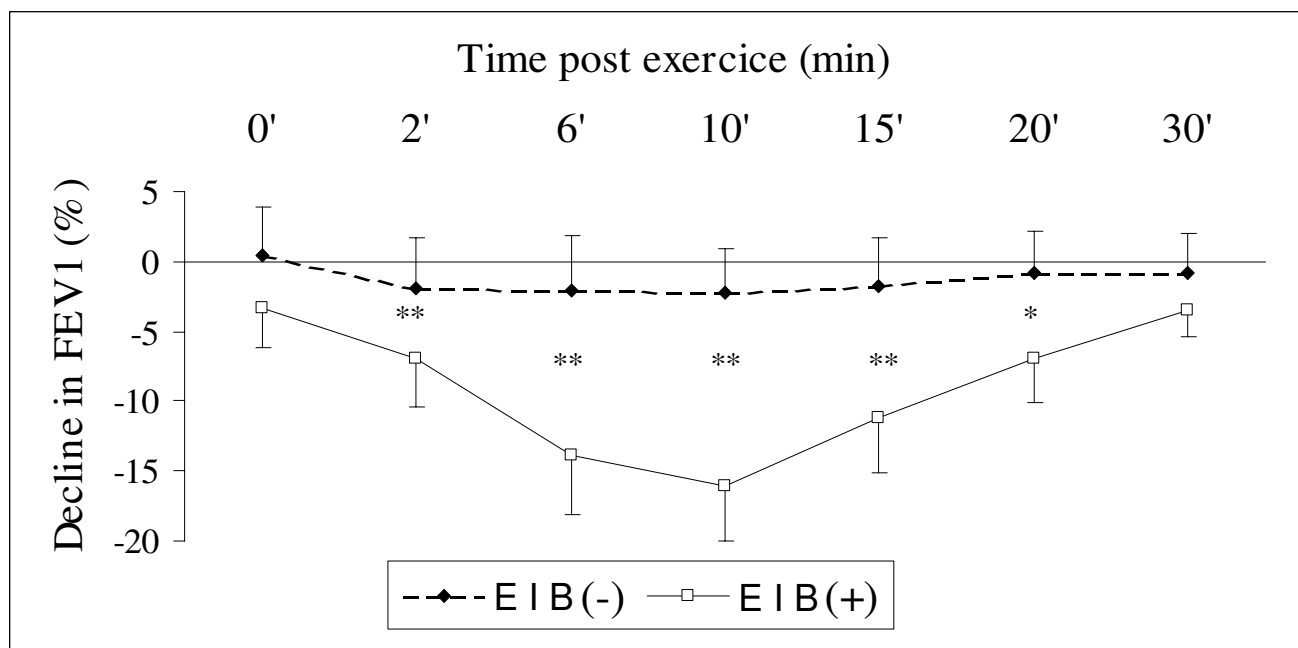 Time post exercice (min)
0' 2' 6' 10' 15' 20' 30'
Decline in FEV1 (%)
5
0
-5
-10
-15
-20
** *
** ** **
E I B (-) E I B (+)